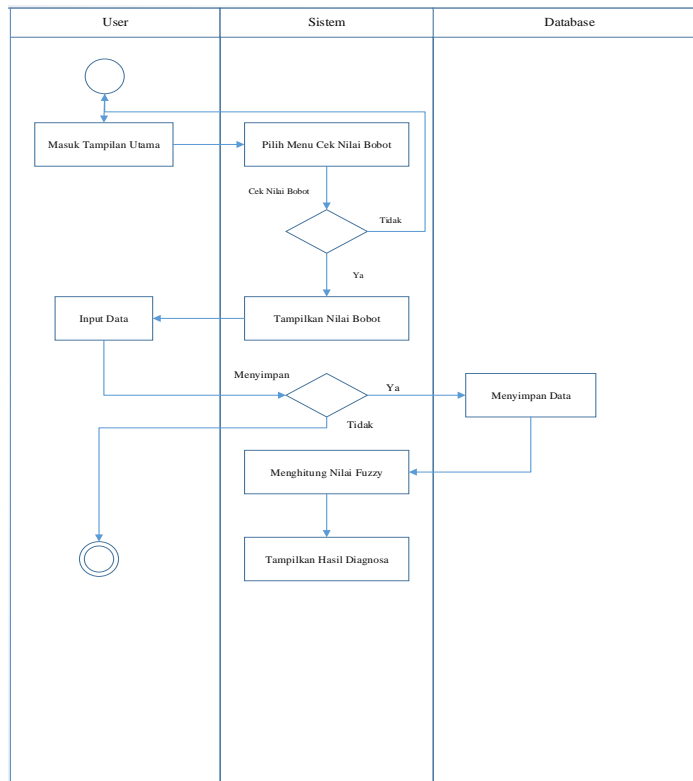 User
Sistem
Database
Masuk Tampilan Utama
Pilih Menu Cek Nilai Bobot
Cek Nilai Bobot
Tidak
Ya
Input Data
Tampilkan Nilai Bobot
Menyimpan
Ya
Menyimpan Data
Tidak
Menghitung Nilai Fuzzy
Tampilkan Hasil Diagnosa